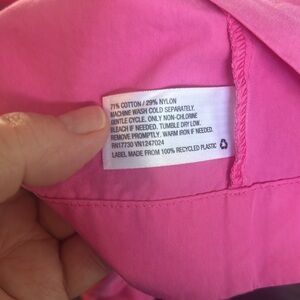 71% COTTON / 29% NYLON
MACHINE WASH COLD SEPARATELY.
GENTLE CYCLE. ONLY NON-CHLORINE
BLEACH IF NEEDED. TUMBLE DRY LOW.
REMOVE PROMPTLY. WARM IRON IF NEEDED.
RN17730 VN1247024
LABEL MADE FROM 100% RECYCLED PLASTIC